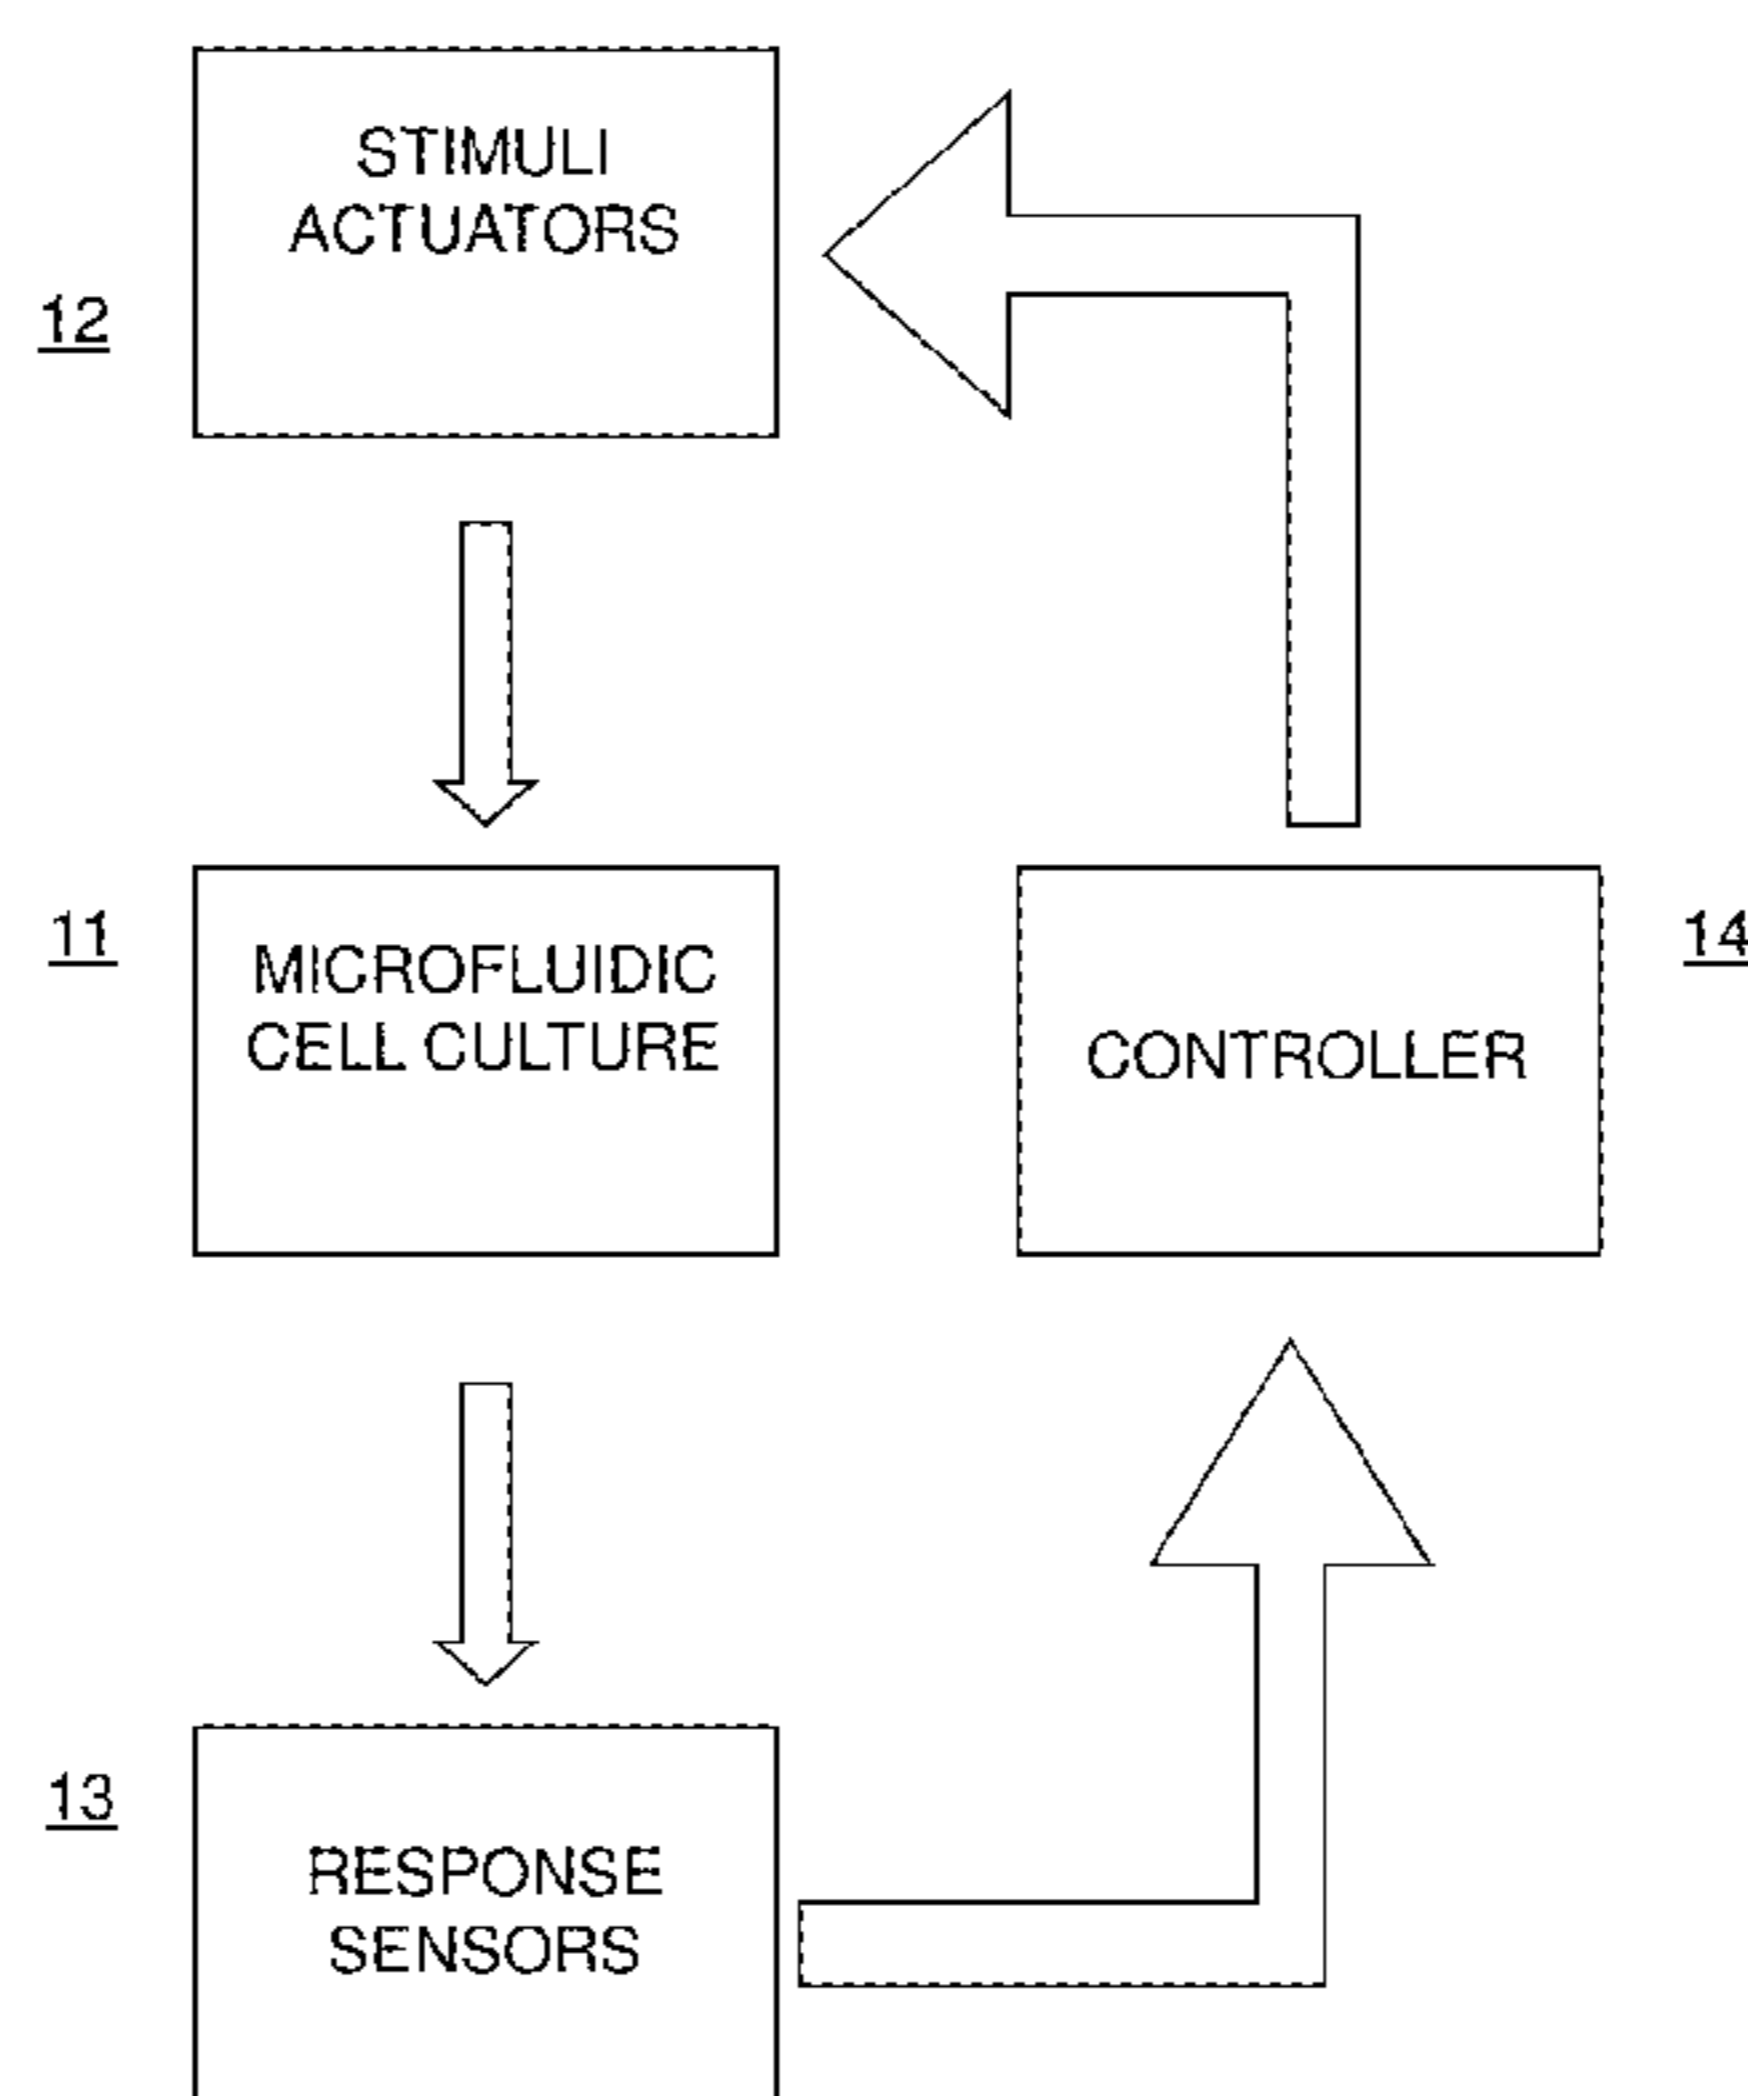 STIMULI
ACTUATORS
12
11
MICROFLUIDIC
CELL CULTURE
CONTROLLER
14
13
RESPONSE
SENSORS